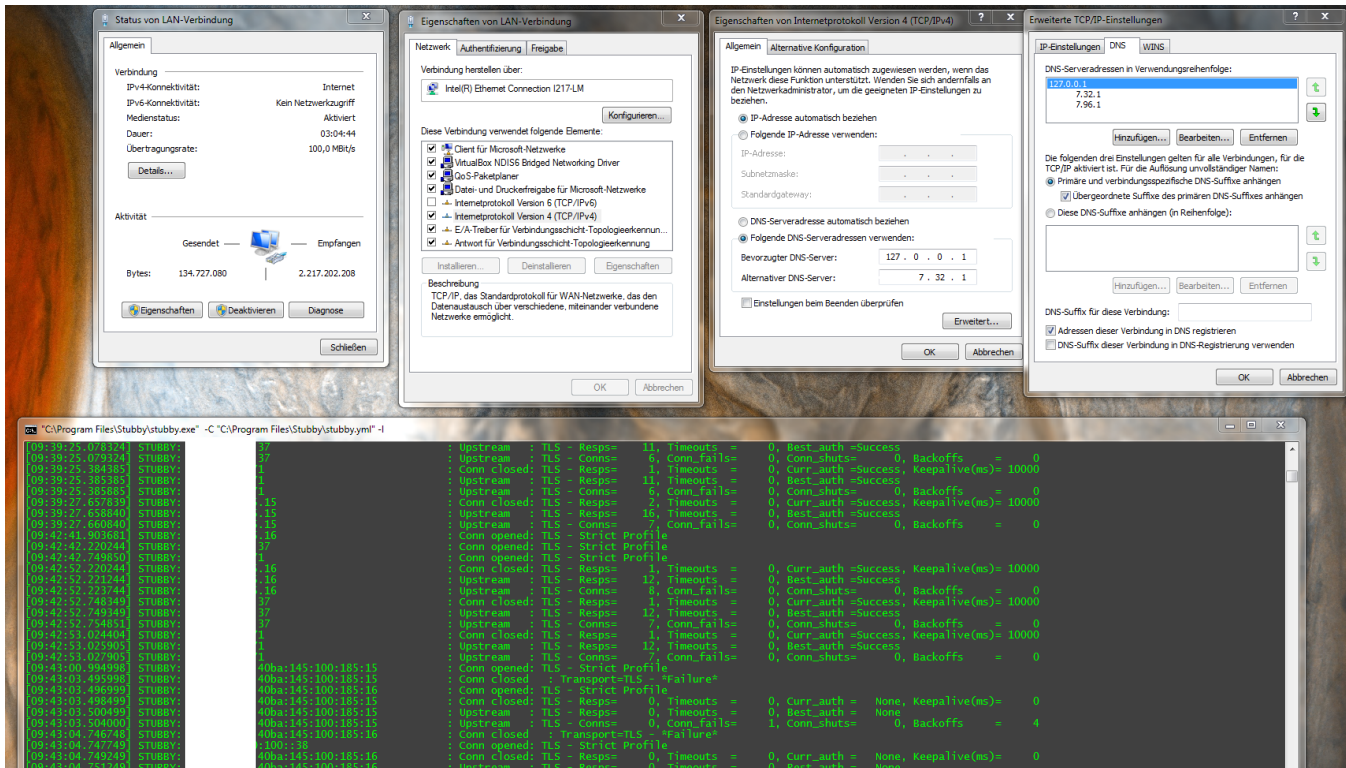 Status von LAN-Verbindung
Allgemein
Verbindung
IPv4-Konnektivität: Internet
IPv6-Konnektivität: Kein Netzwerkzugriff
Medienstatus: Aktiviert
Dauer: 03:04:44
Übertragungsrate: 100,0 MBit/s
Details...
Aktivität
Gesendet — — Empfangen
Bytes: 134.727.080 | 2.217.202.208
Eigenschaften Deaktivieren Diagnose
Schließen
Eigenschaften von LAN-Verbindung
Netzwerk Authentifizierung Freigabe
Verbindung herstellen über:
Intel(R) Ethernet Connection I217-LM
Konfigurieren...
Diese Verbindung verwendet folgende Elemente:
Client für Microsoft-Netzwerke
VirtualBox NDIS6 Bridged Networking Driver
QoS-Paketplaner
Datei- und Druckerfreigabe für Microsoft-Netzwerke
Internetprotokoll Version 6 (TCP/IPv6)
Internetprotokoll Version 4 (TCP/IPv4)
E/A-Treiber für Verbindungsschicht-Topologieerkennun...
Antwort für Verbindungsschicht-Topologieerkennung
Installieren... Deinstallieren Eigenschaften
Beschreibung
TCP/IP, das Standardprotokoll für WAN-Netzwerke, das den
Datenaustausch über verschiedene, miteinander verbundene
Netzwerke ermöglicht.
OK Abbrechen
Eigenschaften von Internetprotokoll Version 4 (TCP/IPv4)
Allgemein Alternative Konfiguration
IP-Einstellungen können automatisch zugewiesen werden, wenn das
Netzwerk diese Funktion unterstützt. Wenden Sie sich andernfalls an
den Netzwerkadministrator, um die geeigneten IP-Einstellungen zu
beziehen.
IP-Adresse automatisch beziehen
Folgende IP-Adresse verwenden:
IP-Adresse: . . .
Subnetzmaske: . . .
Standardgateway: . . .
DNS-Serveradresse automatisch beziehen
Folgende DNS-Serveradressen verwenden:
Bevorzugter DNS-Server: 127 . 0 . 0 . 1
Alternativer DNS-Server: 7 . 32 . 1
Einstellungen beim Beenden überprüfen
Erweitert...
OK Abbrechen
Erweiterte TCP/IP-Einstellungen
IP-Einstellungen DNS WINS
DNS-Serveradressen in Verwendungsreihenfolge:
127.0.0.1
7.32.1
7.96.1
Hinzufügen... Bearbeiten... Entfernen
Die folgenden drei Einstellungen gelten für alle Verbindungen, für die
TCP/IP aktiviert ist. Für die Auflösung unvollständiger Namen:
Primäre und verbindungsspezifische DNS-Suffixe anhängen
Übergeordnete Suffixe des primären DNS-Suffixes anhängen
Diese DNS-Suffixe anhängen (in Reihenfolge):
Hinzufügen... Bearbeiten... Entfernen
DNS-Suffix für diese Verbindung:
Adressen dieser Verbindung in DNS registrieren
DNS-Suffix dieser Verbindung in DNS-Registrierung verwenden
OK Abbrechen
"C:\Program Files\Stubby\stubby.exe" -C "C:\Program Files\Stubby\stubby.yml" -l
[09:39:25.078324] STUBBY: 37 : Upstream : TLS - Resps= 11, Timeouts = 0, Best_auth =Success
[09:39:25.079324] STUBBY: 37 : Upstream : TLS - Conns= 6, Conn_fails= 0, Conn_shuts= 0, Backoffs = 0
[09:39:25.384385] STUBBY: 1 : Conn closed: TLS - Resps= 1, Timeouts = 0, Curr_auth =Success, Keepalive(ms)= 10000
[09:39:25.385385] STUBBY: 1 : Upstream : TLS - Resps= 11, Timeouts = 0, Best_auth =Success
[09:39:25.385885] STUBBY: 1 : Upstream : TLS - Conns= 6, Conn_fails= 0, Conn_shuts= 0, Backoffs = 0
[09:39:27.657839] STUBBY: .15 : Conn closed: TLS - Resps= 2, Timeouts = 0, Curr_auth =Success, Keepalive(ms)= 10000
[09:39:27.658840] STUBBY: .15 : Upstream : TLS - Resps= 16, Timeouts = 0, Best_auth =Success
[09:39:27.660840] STUBBY: .15 : Upstream : TLS - Conns= 7, Conn_fails= 0, Conn_shuts= 0, Backoffs = 0
[09:42:41.903681] STUBBY: .16 : Conn opened: TLS - Strict Profile
[09:42:42.220244] STUBBY: 37 : Conn opened: TLS - Strict Profile
[09:42:42.749850] STUBBY: 1 : Conn opened: TLS - Strict Profile
[09:42:52.220244] STUBBY: .16 : Conn closed: TLS - Resps= 1, Timeouts = 0, Curr_auth =Success, Keepalive(ms)= 10000
[09:42:52.221244] STUBBY: .16 : Upstream : TLS - Resps= 12, Timeouts = 0, Best_auth =Success
[09:42:52.223744] STUBBY: .16 : Upstream : TLS - Conns= 8, Conn_fails= 0, Conn_shuts= 0, Backoffs = 0
[09:42:52.748349] STUBBY: 37 : Conn closed: TLS - Resps= 1, Timeouts = 0, Curr_auth =Success, Keepalive(ms)= 10000
[09:42:52.749349] STUBBY: 37 : Upstream : TLS - Resps= 12, Timeouts = 0, Best_auth =Success
[09:42:52.754851] STUBBY: 37 : Upstream : TLS - Conns= 7, Conn_fails= 0, Conn_shuts= 0, Backoffs = 0
[09:42:53.024404] STUBBY: 1 : Conn closed: TLS - Resps= 1, Timeouts = 0, Curr_auth =Success, Keepalive(ms)= 10000
[09:42:53.025905] STUBBY: 1 : Upstream : TLS - Resps= 12, Timeouts = 0, Best_auth =Success
[09:42:53.027905] STUBBY: 1 : Upstream : TLS - Conns= 7, Conn_fails= 0, Conn_shuts= 0, Backoffs = 0
[09:43:00.994998] STUBBY: 40ba:145:100:185:15 : Conn opened: TLS - Strict Profile
[09:43:03.495998] STUBBY: 40ba:145:100:185:15 : Conn closed : Transport=TLS - *Failure*
[09:43:03.496999] STUBBY: 40ba:145:100:185:16 : Conn opened: TLS - Strict Profile
[09:43:03.498499] STUBBY: 40ba:145:100:185:15 : Conn closed: TLS - Resps= 0, Timeouts = 0, Curr_auth = None, Keepalive(ms)= 0
[09:43:03.500499] STUBBY: 40ba:145:100:185:15 : Upstream : TLS - Resps= 0, Timeouts = 0, Best_auth = None
[09:43:03.504000] STUBBY: 40ba:145:100:185:15 : Upstream : TLS - Conns= 0, Conn_fails= 1, Conn_shuts= 0, Backoffs = 4
[09:43:04.746748] STUBBY: 40ba:145:100:185:16 : Conn closed : Transport=TLS - *Failure*
[09:43:04.747749] STUBBY: :100::38 : Conn opened: TLS - Strict Profile
[09:43:04.749249] STUBBY: 40ba:145:100:185:16 : Conn closed: TLS - Resps= 0, Timeouts = 0, Curr_auth = None, Keepalive(ms)= 0
[09:43:04.751249] STUBBY: 40ba:145:100:185:16 : Upstream : TLS - Resps= 0, Timeouts = 0, Best_auth = None